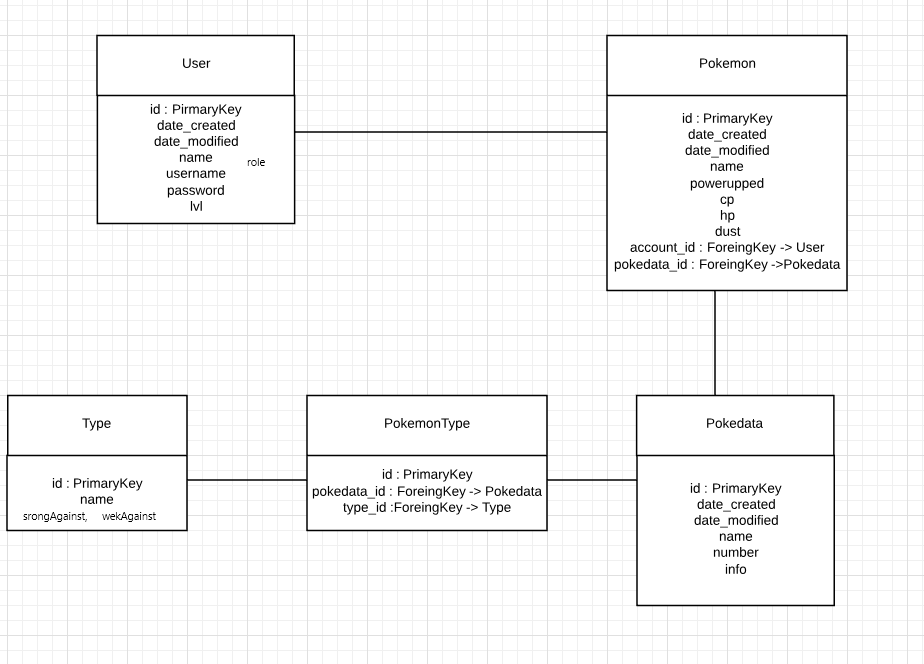 User
id : PirmaryKey
date_created
date_modified
name
role
username
password
lvl
Pokemon
id : PrimaryKey
date_created
date_modified
name
powerupped
cp
hp
dust
account_id : ForeingKey -> User
pokedata_id : ForeingKey ->Pokedata
Type
id : PrimaryKey
name
srongAgainst, wekAgainst
PokemonType
id : PrimaryKey
pokedata_id : ForeingKey -> Pokedata
type_id :ForeingKey -> Type
Pokedata
id : PrimaryKey
date_created
date_modified
name
number
info